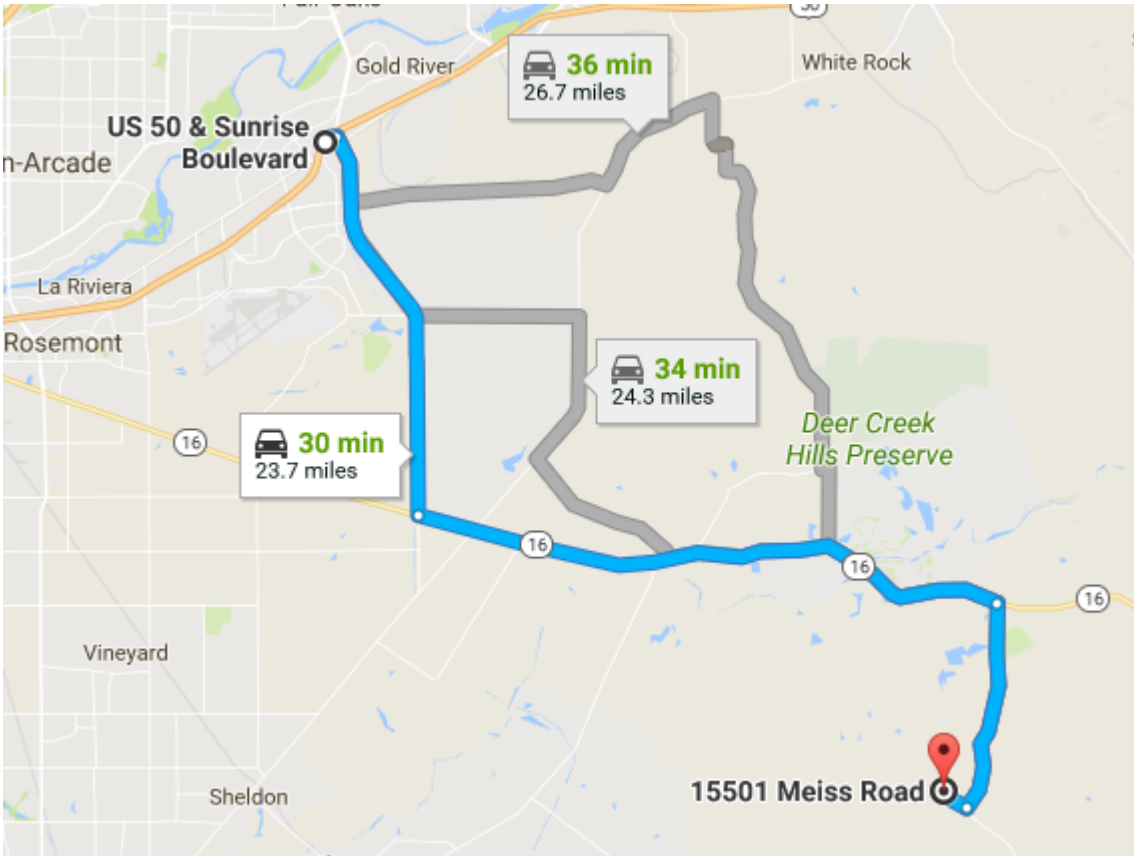 50
Gold River
White Rock
36 min
26.7 miles
US 50 & Sunrise
Boulevard
n-Arcade
La Riviera
Rosemont
34 min
24.3 miles
16
30 min
23.7 miles
Deer Creek
Hills Preserve
16
16
16
Vineyard
15501 Meiss Road
Sheldon